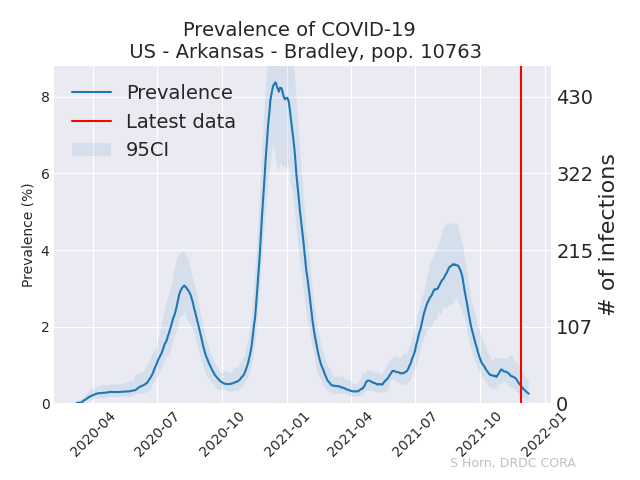 Prevalence of COVID-19
US - Arkansas - Bradley, pop. 10763
Prevalence
Latest data
95CI
Prevalence (%)
8
6
4
2
0
430
322
215
107
0
# of infections
2020-04
2020-07
2020-10
2021-01
2021-04
2021-07
2021-10
2022-01
S Horn, DRDC CORA